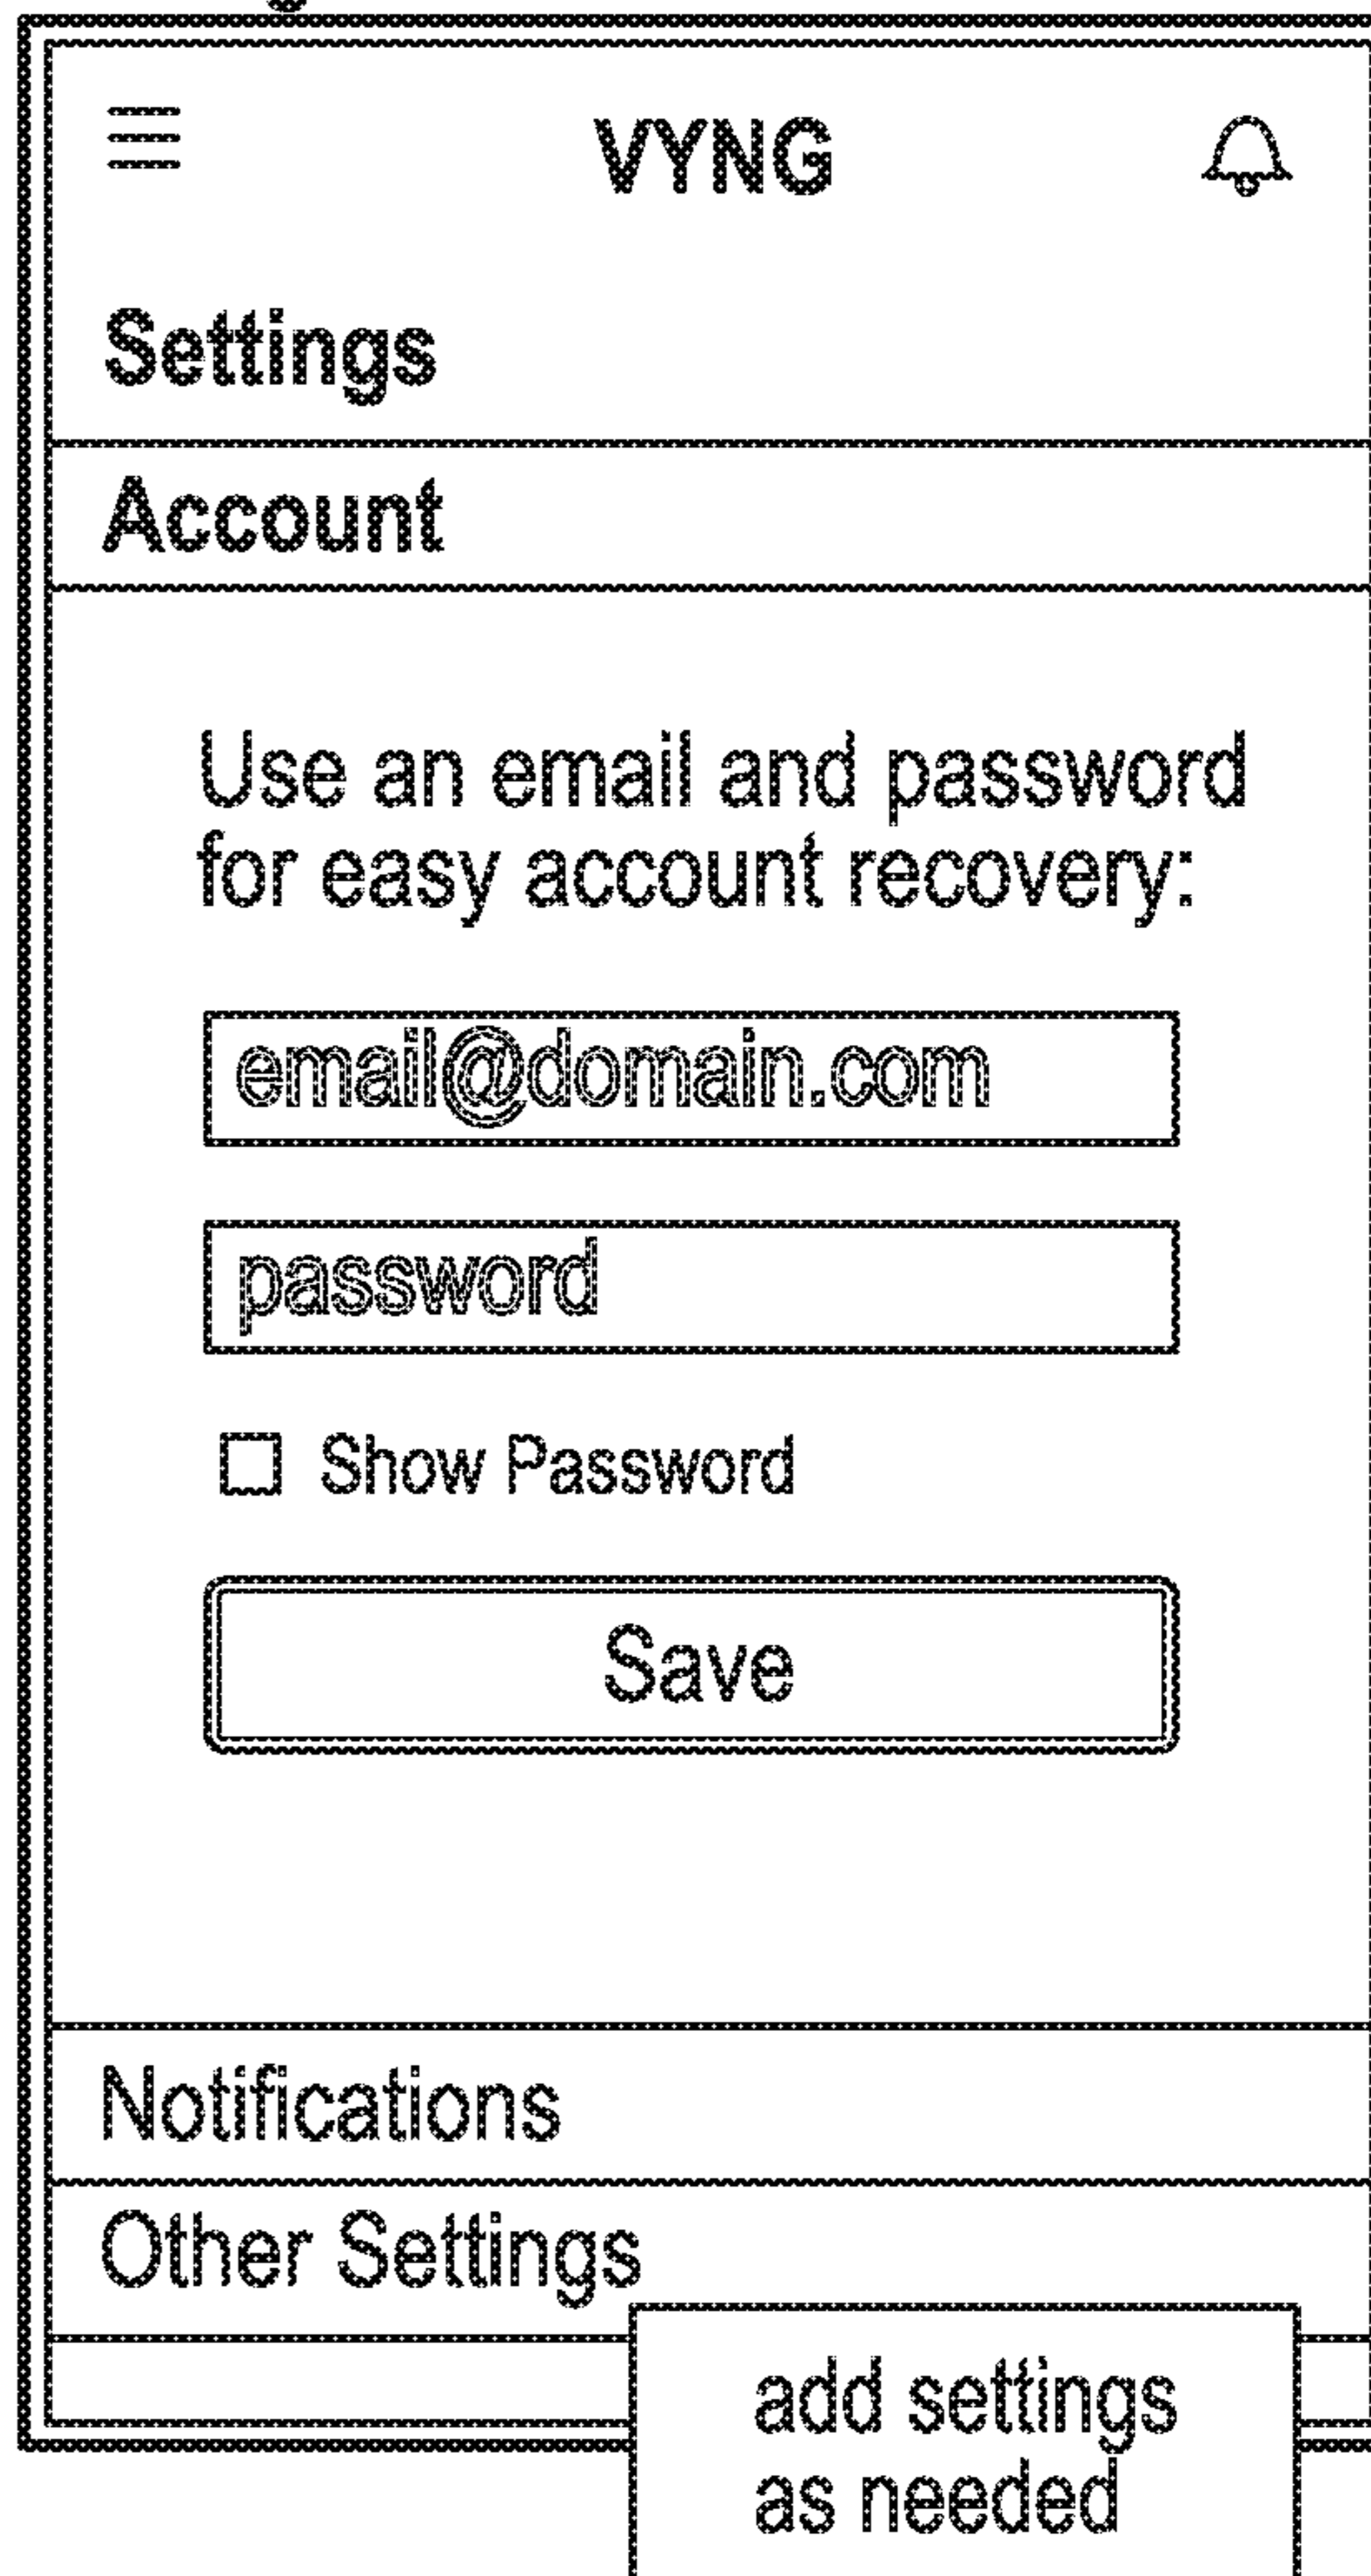 VYNG
Settings
Account
Use an email and password
for easy account recovery:
email@domain.com
password
Show Password
Save
Notifications
Other Settings
add settings
as needed